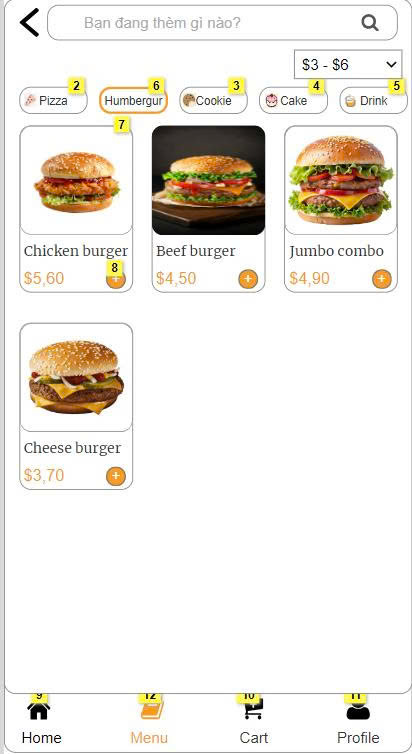 Bạn đang thèm gì nào?
$3 - $6
2 6 3 4 5
Pizza Humbergur Cookie Cake Drink
7
Chicken burger Beef burger Jumbo combo
8
$5,60 + $4,50 + $4,90 +
Cheese burger
$3,70 +
9 12 10 11
Home Menu Cart Profile